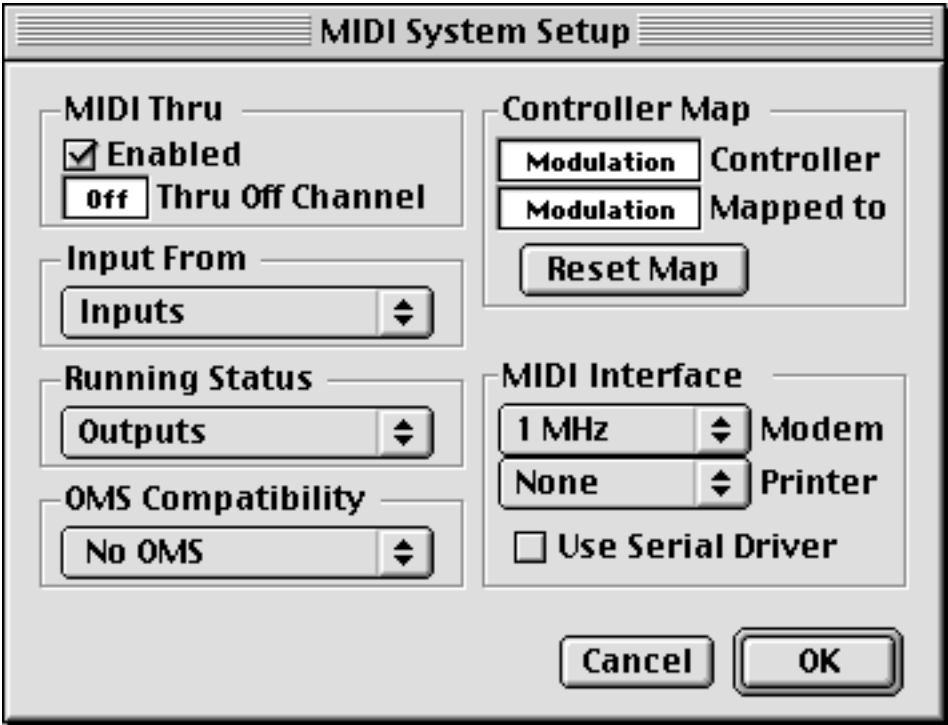 MIDI System Setup
MIDI Thru
Enabled
Off Thru Off Channel
Input From
Inputs
Running Status
Outputs
OMS Compatibility
No OMS
Controller Map
Modulation Controller
Modulation Mapped to
Reset Map
MIDI Interface
1 MHz Modem
None Printer
Use Serial Driver
Cancel OK